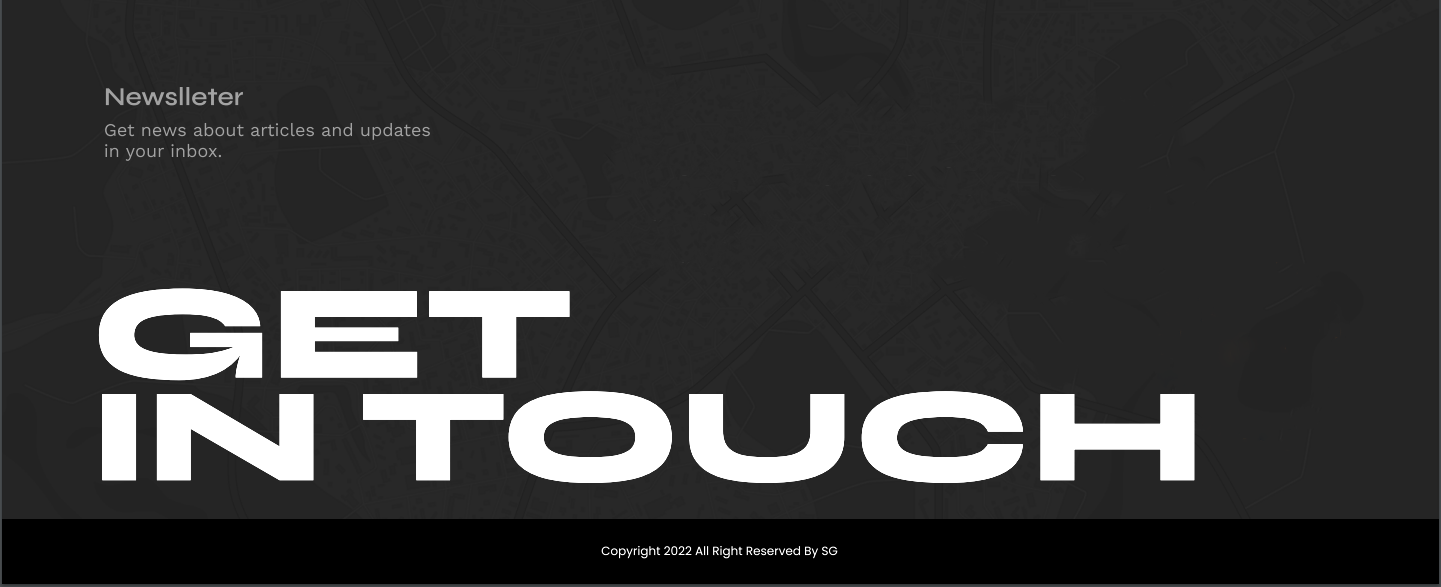 Newslleter
Get news about articles and updates
in your inbox.
GET
IN TOUCH
Copyright 2022 All Right Reserved By SG